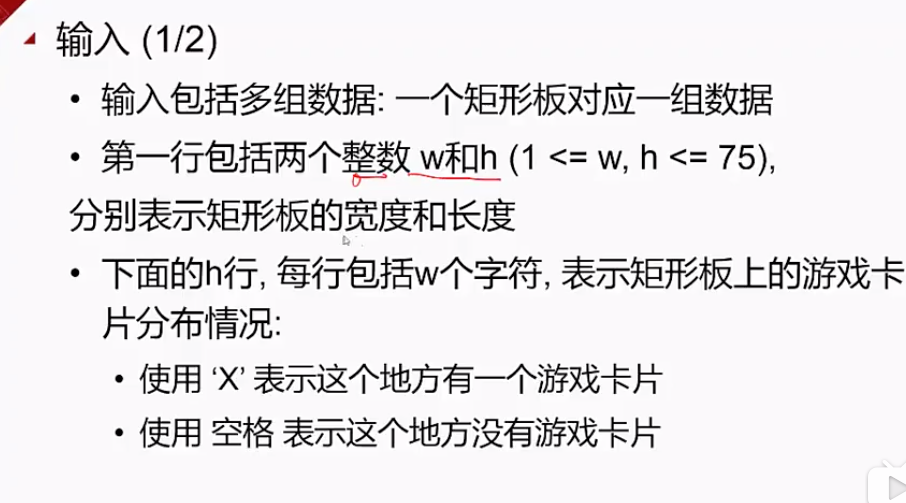 输入 (1/2)
• 输入包括多组数据: 一个矩形板对应一组数据
• 第一行包括两个整数 w和h (1 <= w, h <= 75),
分别表示矩形板的宽度和长度
• 下面的h行, 每行包括w个字符, 表示矩形板上的游戏卡
片分布情况:
• 使用 ‘X’ 表示这个地方有一个游戏卡片
• 使用 空格 表示这个地方没有游戏卡片